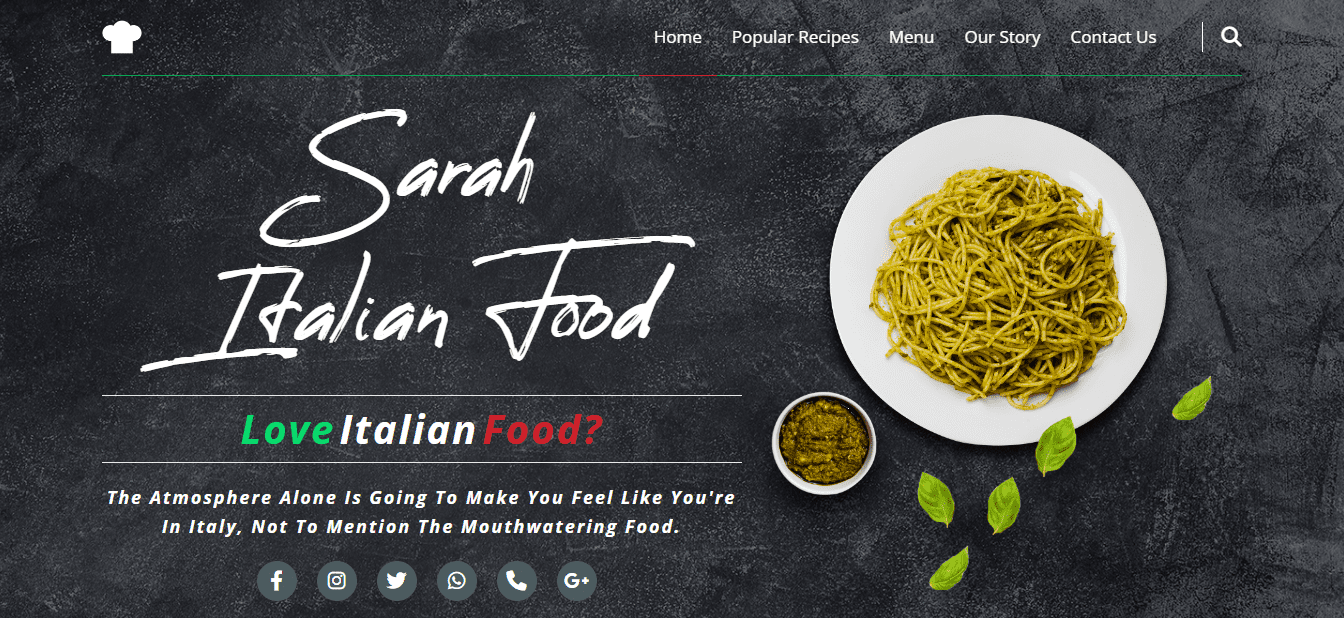 Home Popular Recipes Menu Our Story Contact Us
Sarah
Italian Food
Love Italian Food?
The Atmosphere Alone Is Going To Make You Feel Like You're
In Italy, Not To Mention The Mouthwatering Food.
G+